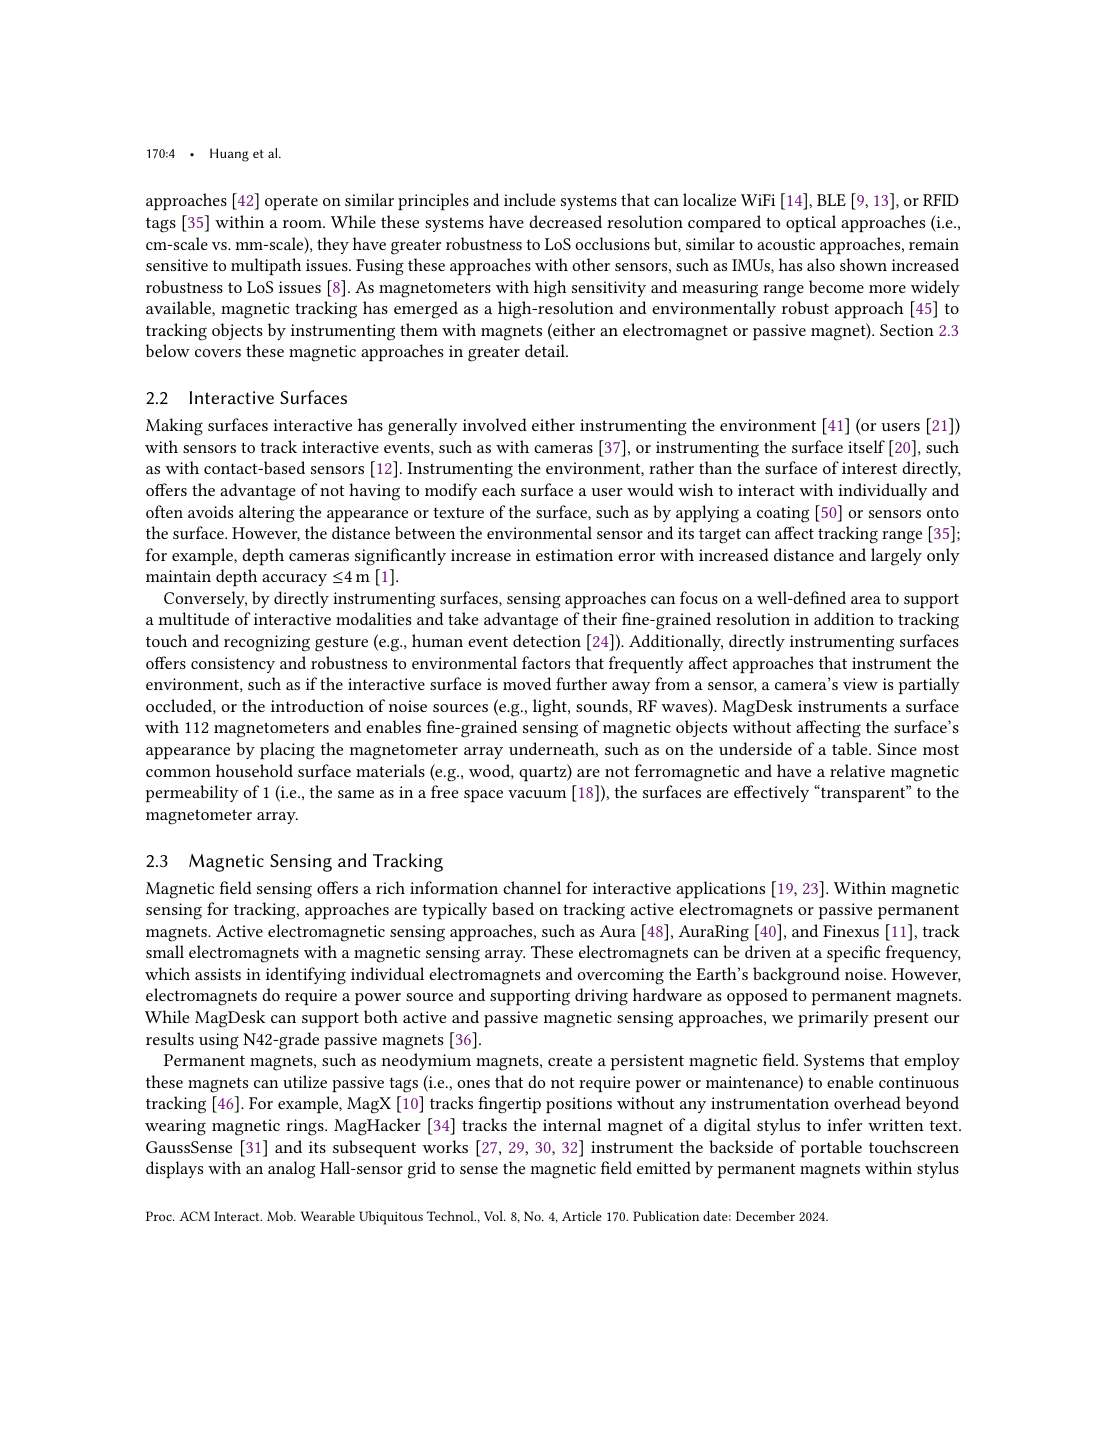 170:4 • Huang et al.
approaches [42] operate on similar principles and include systems that can localize WiFi [14], BLE [9, 13], or RFID
tags [35] within a room. While these systems have decreased resolution compared to optical approaches (i.e.,
cm-scale vs. mm-scale), they have greater robustness to LoS occlusions but, similar to acoustic approaches, remain
sensitive to multipath issues. Fusing these approaches with other sensors, such as IMUs, has also shown increased
robustness to LoS issues [8]. As magnetometers with high sensitivity and measuring range become more widely
available, magnetic tracking has emerged as a high-resolution and environmentally robust approach [45] to
tracking objects by instrumenting them with magnets (either an electromagnet or passive magnet). Section 2.3
below covers these magnetic approaches in greater detail.
2.2 Interactive Surfaces
Making surfaces interactive has generally involved either instrumenting the environment [41] (or users [21])
with sensors to track interactive events, such as with cameras [37], or instrumenting the surface itself [20], such
as with contact-based sensors [12]. Instrumenting the environment, rather than the surface of interest directly,
offers the advantage of not having to modify each surface a user would wish to interact with individually and
often avoids altering the appearance or texture of the surface, such as by applying a coating [50] or sensors onto
the surface. However, the distance between the environmental sensor and its target can affect tracking range [35];
for example, depth cameras significantly increase in estimation error with increased distance and largely only
maintain depth accuracy ≤4 m [1].
Conversely, by directly instrumenting surfaces, sensing approaches can focus on a well-defined area to support
a multitude of interactive modalities and take advantage of their fine-grained resolution in addition to tracking
touch and recognizing gesture (e.g., human event detection [24]). Additionally, directly instrumenting surfaces
offers consistency and robustness to environmental factors that frequently affect approaches that instrument the
environment, such as if the interactive surface is moved further away from a sensor, a camera's view is partially
occluded, or the introduction of noise sources (e.g., light, sounds, RF waves). MagDesk instruments a surface
with 112 magnetometers and enables fine-grained sensing of magnetic objects without affecting the surface's
appearance by placing the magnetometer array underneath, such as on the underside of a table. Since most
common household surface materials (e.g., wood, quartz) are not ferromagnetic and have a relative magnetic
permeability of 1 (i.e., the same as in a free space vacuum [18]), the surfaces are effectively “transparent” to the
magnetometer array.
2.3 Magnetic Sensing and Tracking
Magnetic field sensing offers a rich information channel for interactive applications [19, 23]. Within magnetic
sensing for tracking, approaches are typically based on tracking active electromagnets or passive permanent
magnets. Active electromagnetic sensing approaches, such as Aura [48], AuraRing [40], and Finexus [11], track
small electromagnets with a magnetic sensing array. These electromagnets can be driven at a specific frequency,
which assists in identifying individual electromagnets and overcoming the Earth's background noise. However,
electromagnets do require a power source and supporting driving hardware as opposed to permanent magnets.
While MagDesk can support both active and passive magnetic sensing approaches, we primarily present our
results using N42-grade passive magnets [36].
Permanent magnets, such as neodymium magnets, create a persistent magnetic field. Systems that employ
these magnets can utilize passive tags (i.e., ones that do not require power or maintenance) to enable continuous
tracking [46]. For example, MagX [10] tracks fingertip positions without any instrumentation overhead beyond
wearing magnetic rings. MagHacker [34] tracks the internal magnet of a digital stylus to infer written text.
GaussSense [31] and its subsequent works [27, 29, 30, 32] instrument the backside of portable touchscreen
displays with an analog Hall-sensor grid to sense the magnetic field emitted by permanent magnets within stylus
Proc. ACM Interact. Mob. Wearable Ubiquitous Technol., Vol. 8, No. 4, Article 170. Publication date: December 2024.